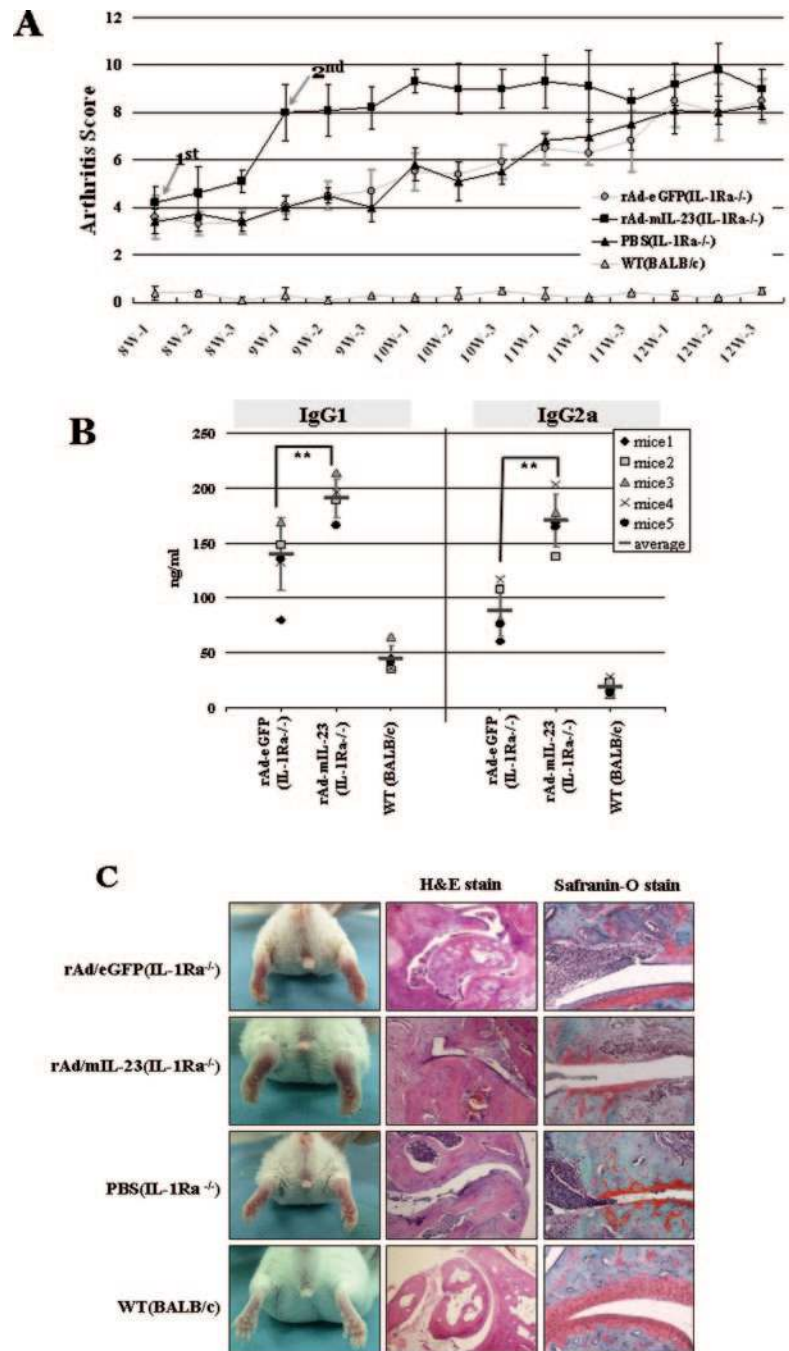 A
12
10
8
6
4
2
0
Arthritis Score
1st
2nd
rAd-eGFP(IL-1Ra-/-)
rAd-mIL-23(IL-1Ra-/-)
PBS(IL-1Ra-/-)
WT(BALB/c)
8W-1
8W-2
8W-3
9W-1
9W-2
9W-3
10W-1
10W-2
10W-3
11W-1
11W-2
11W-3
12W-1
12W-2
12W-3
B
IgG1
IgG2a
250
200
150
100
50
0
ng/ml
**
**
mice1
mice2
mice3
mice4
mice5
average
rAd-eGFP
(IL-1Ra-/-)
rAd-mIL-23
(IL-1Ra-/-)
WT (BALB/c)
rAd-eGFP
(IL-1Ra-/-)
rAd-mIL-23
(IL-1Ra-/-)
WT (BALB/c)
C
H&E stain
Safranin-O stain
rAd/eGFP(IL-1Ra-/-)
rAd/mIL-23(IL-1Ra-/-)
PBS(IL-1Ra -/-)
WT(BALB/c)